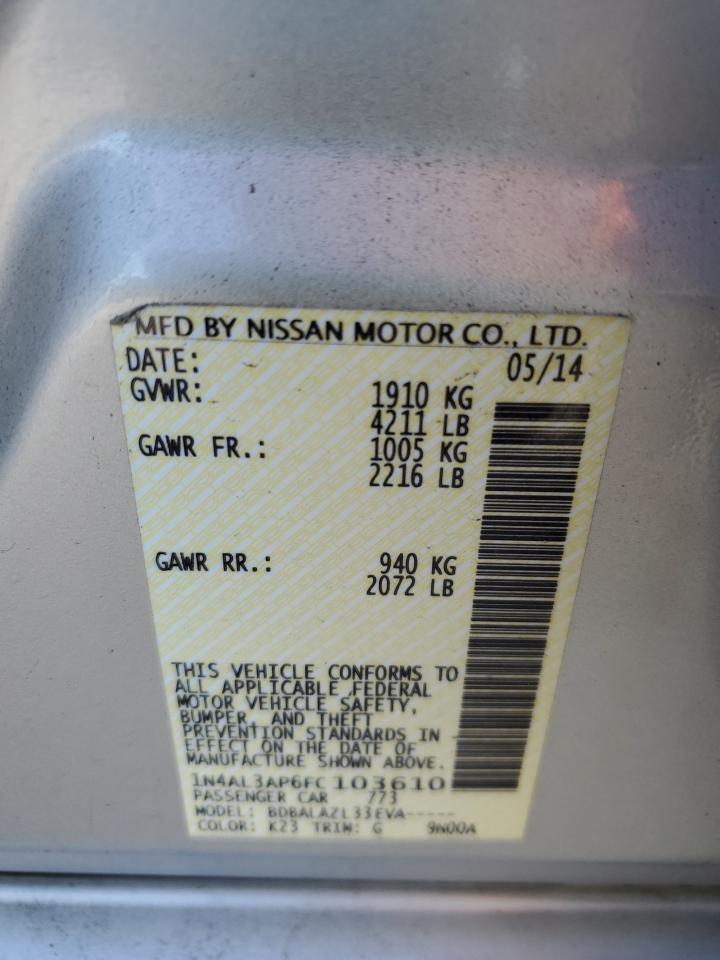 MFD BY NISSAN MOTOR CO., LTD.
DATE: 05/14
GVWR: 1910 KG
4211 LB
GAWR FR.: 1005 KG
2216 LB
GAWR RR.: 940 KG
2072 LB
THIS VEHICLE CONFORMS TO
ALL APPLICABLE FEDERAL
MOTOR VEHICLE SAFETY,
BUMPER, AND THEFT
PREVENTION STANDARDS IN
EFFECT ON THE DATE OF
MANUFACTURE SHOWN ABOVE.
1N4AL3AP6FC103610
PASSENGER CAR 773
MODEL: BDBALAZL33EVA-----
COLOR: K23 TRIM: G 9N00A